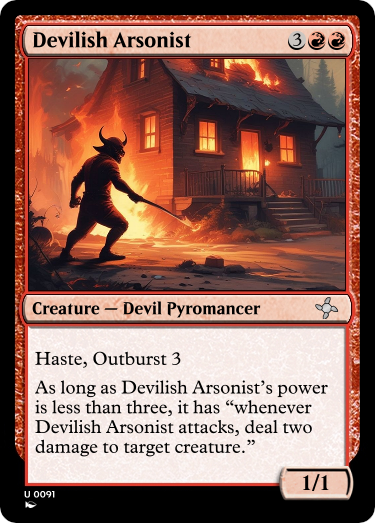 Devilish Arsonist 3
Creature — Devil Pyromancer
Haste, Outburst 3
As long as Devilish Arsonist’s power
is less than three, it has “whenever
Devilish Arsonist attacks, deal two
damage to target creature.”
1/1
U 0091